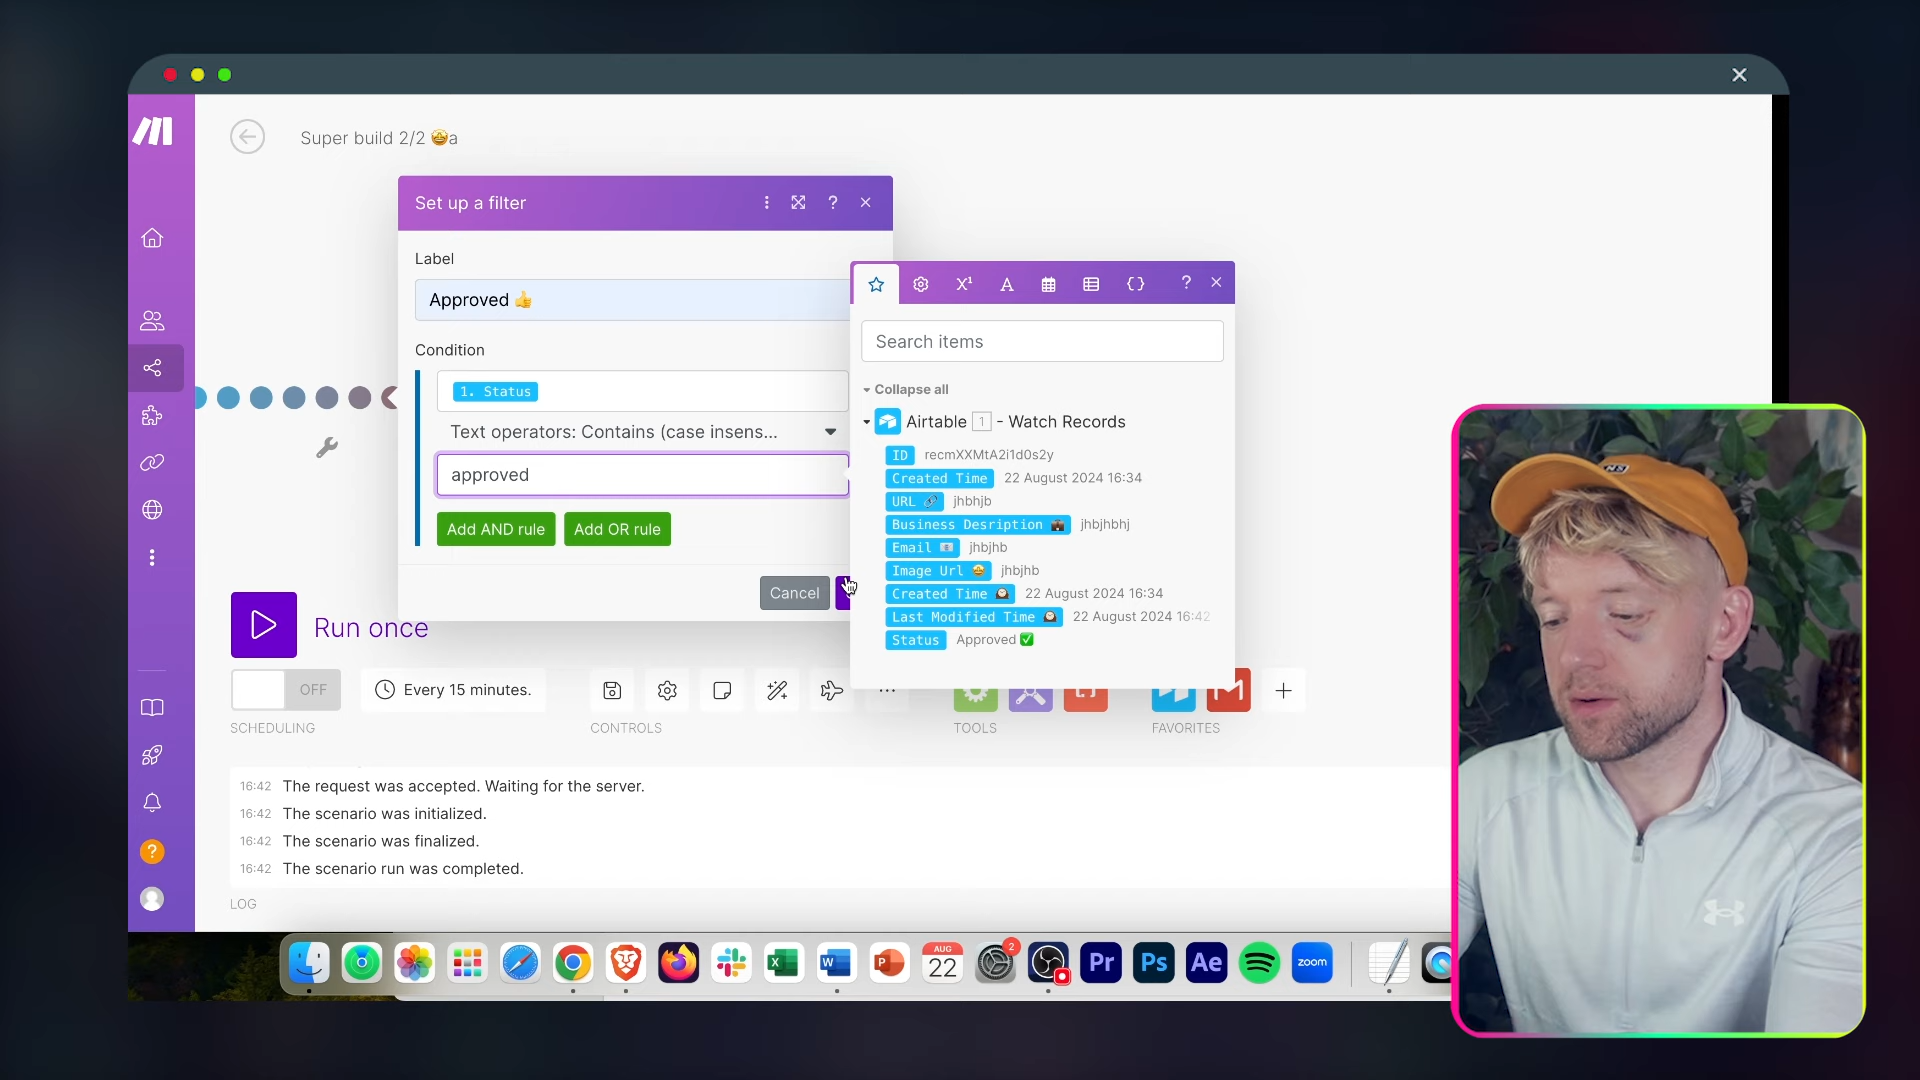 Super build 2/2 🤩a
Set up a filter
Label
Approved 👍
Condition
1. Status
Text operators: Contains (case insens...
approved
Add AND rule
Add OR rule
Cancel
Search items
Collapse all
Airtable 1 - Watch Records
ID recmXXMtA2i1d0s2y
Created Time 22 August 2024 16:34
URL 🔗 jhbhjb
Business Desription 💼 jhbjhbhj
Email 📧 jhbjhb
Image Url 🤩 jhbjhb
Created Time 🕰️ 22 August 2024 16:34
Last Modified Time 🕰️ 22 August 2024 16:42
Status Approved ✅
Run once
OFF
Every 15 minutes.
SCHEDULING
CONTROLS
TOOLS
FAVORITES
16:42 The request was accepted. Waiting for the server.
16:42 The scenario was initialized.
16:42 The scenario was finalized.
16:42 The scenario run was completed.
LOG
AUG
22
2
Pr
Ps
Ae
zoom